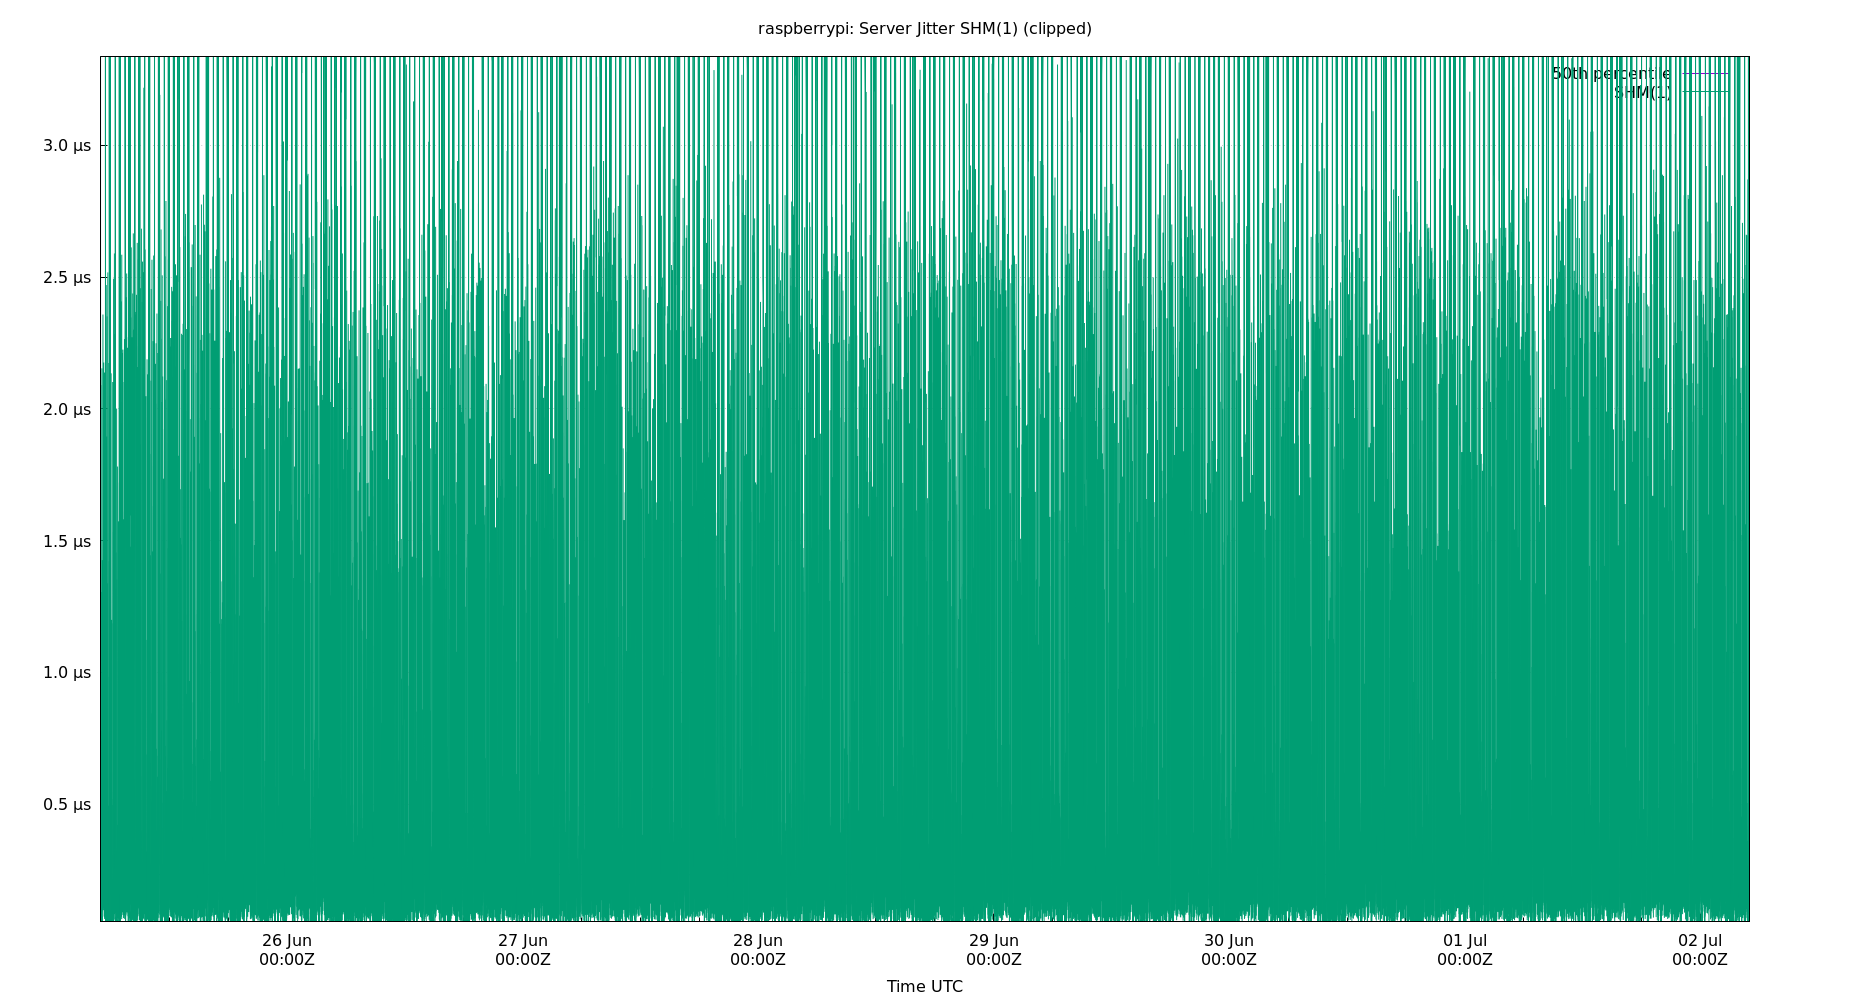 raspberrypi: Server Jitter SHM(1) (clipped)
50th percentile
SHM(1)
3.0 µs
2.5 µs
2.0 µs
1.5 µs
1.0 µs
0.5 µs
26 Jun 27 Jun 28 Jun 29 Jun 30 Jun 01 Jul 02 Jul
00:00Z 00:00Z 00:00Z 00:00Z 00:00Z 00:00Z 00:00Z
Time UTC